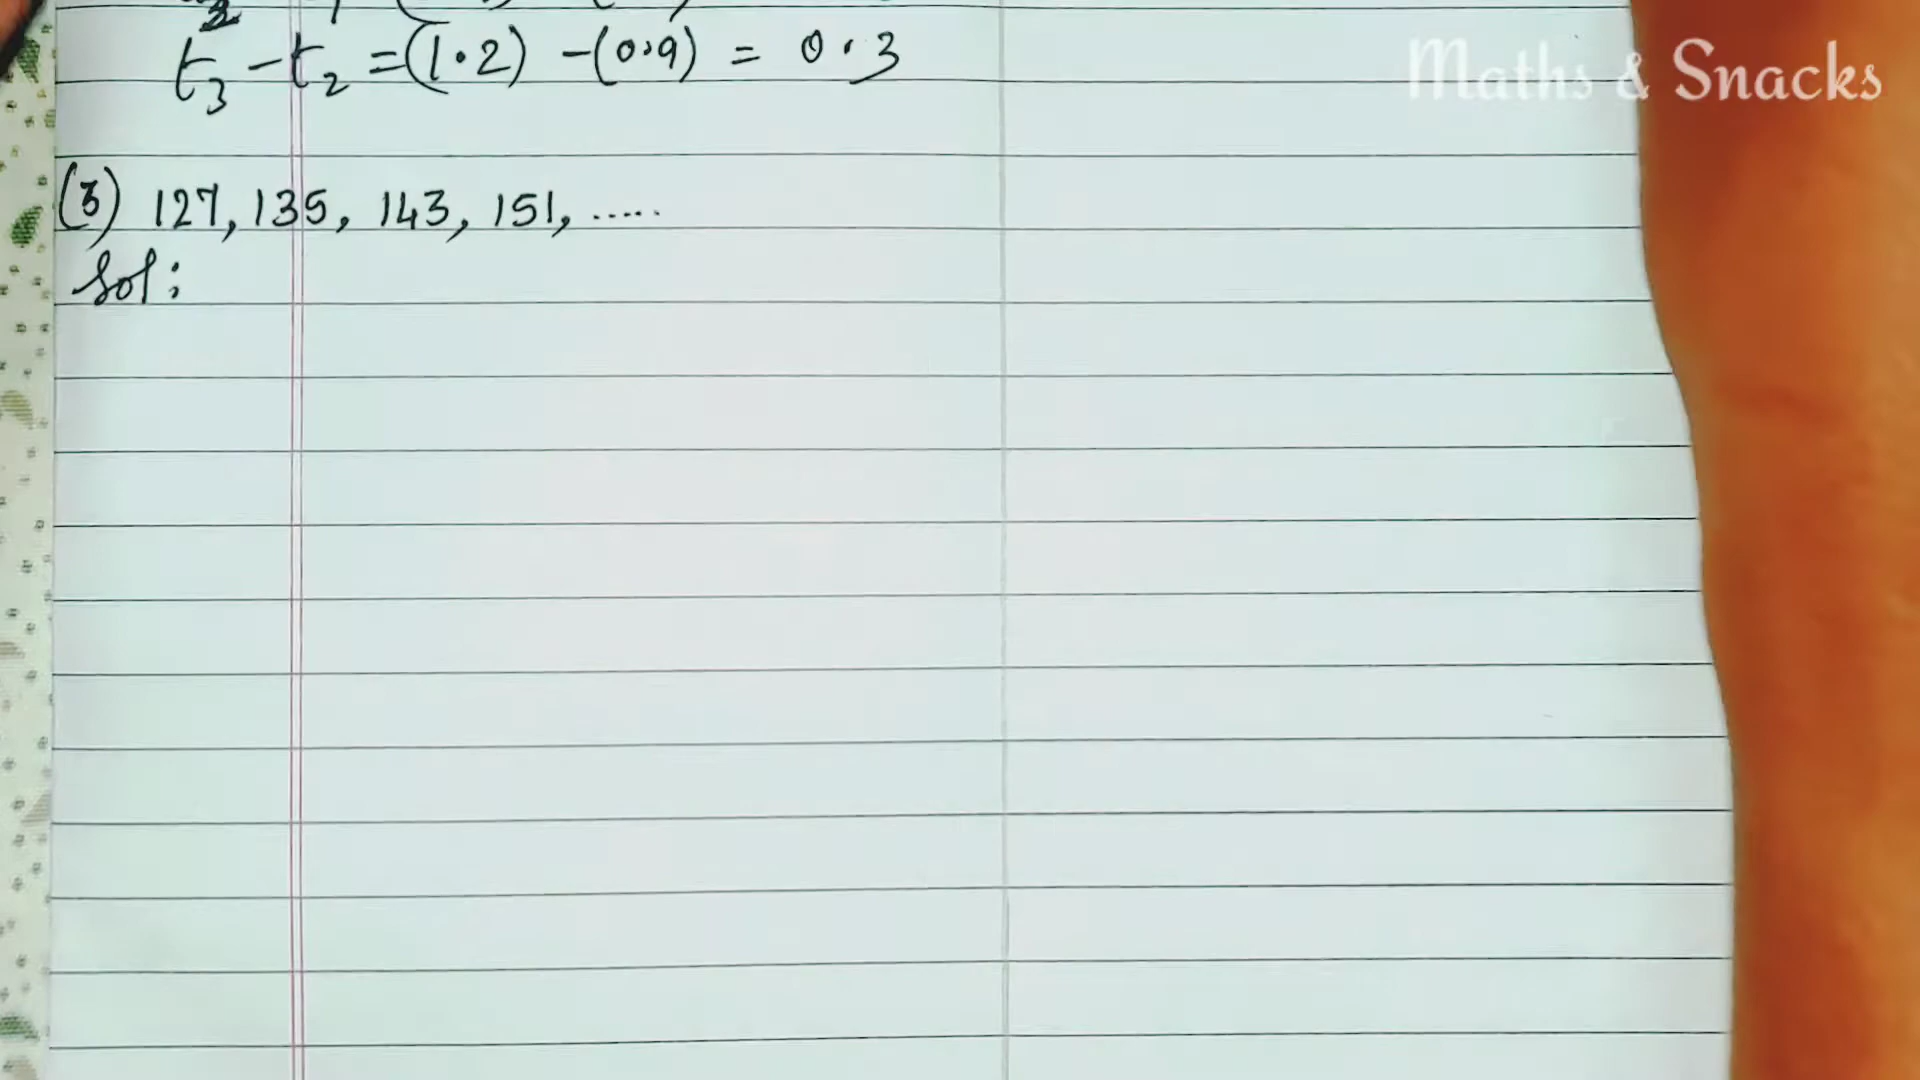 t₃ - t₂ = (1.2) - (0.9) = 0.3
Maths & Snacks
(3) 127, 135, 143, 151, .....
Sol: